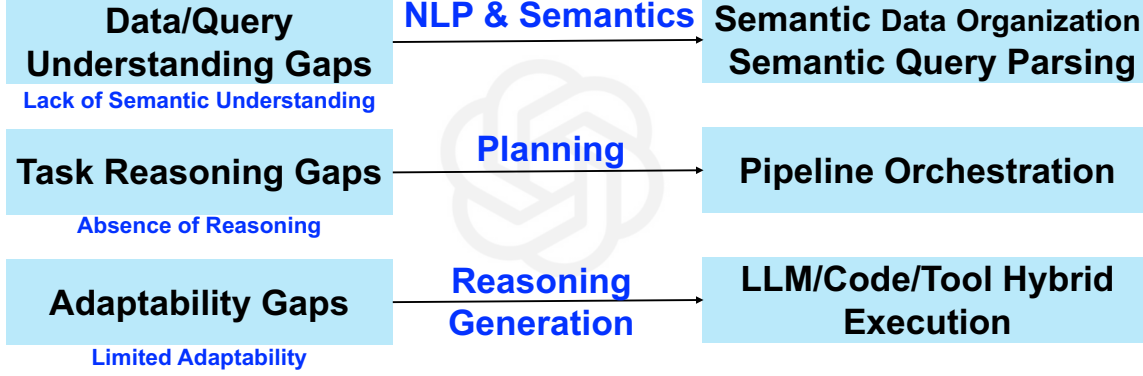 Data/Query
Understanding Gaps
Lack of Semantic Understanding
NLP & Semantics
Semantic Data Organization
Semantic Query Parsing
Task Reasoning Gaps
Absence of Reasoning
Planning
Pipeline Orchestration
Adaptability Gaps
Limited Adaptability
Reasoning
Generation
LLM/Code/Tool Hybrid
Execution